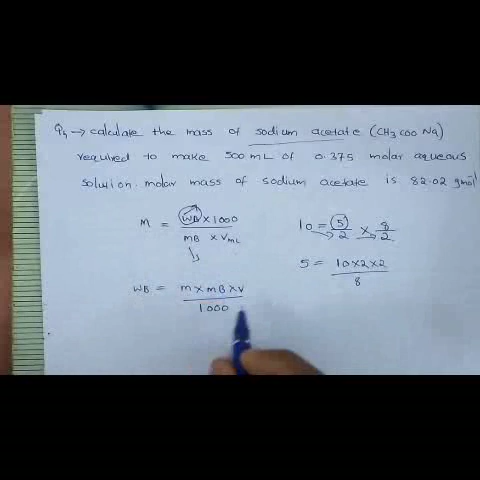 Q, → calculate the mass of sodium acetate (CH3COONa)
required to make 500 mL of 0.375 molar aqueous
solution. molar mass of sodium acetate is 82.02 gmol
M = WB × 1000
MB × VmL
WB = M × MB × V
1000
10 = 5/2 × 8/2
5 = 10×2×2
8